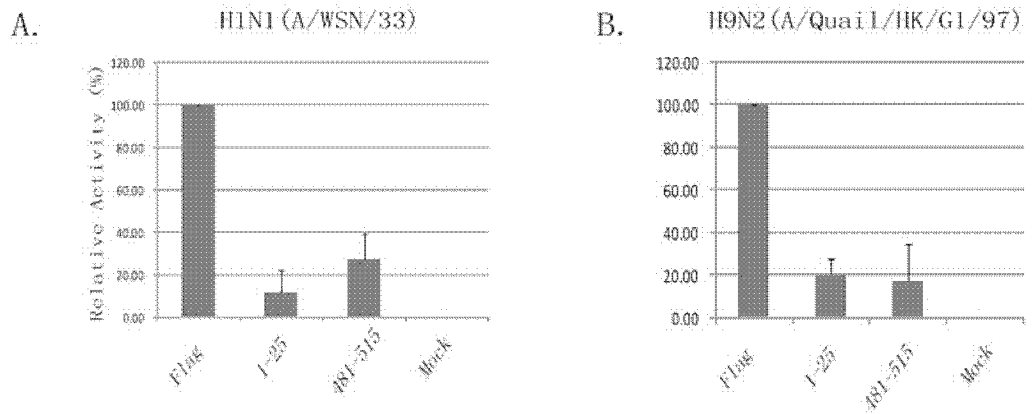 A.
H1N1(A/WSN/33)
Relative Activity (%)
120.00
100.00
80.00
60.00
40.00
20.00
0.00
Flag
1-25
481-515
Mock
B.
H9N2(A/Quail/HK/G1/97)
120.00
100.00
80.00
60.00
40.00
20.00
0.00
Flag
1-25
481-515
Mock